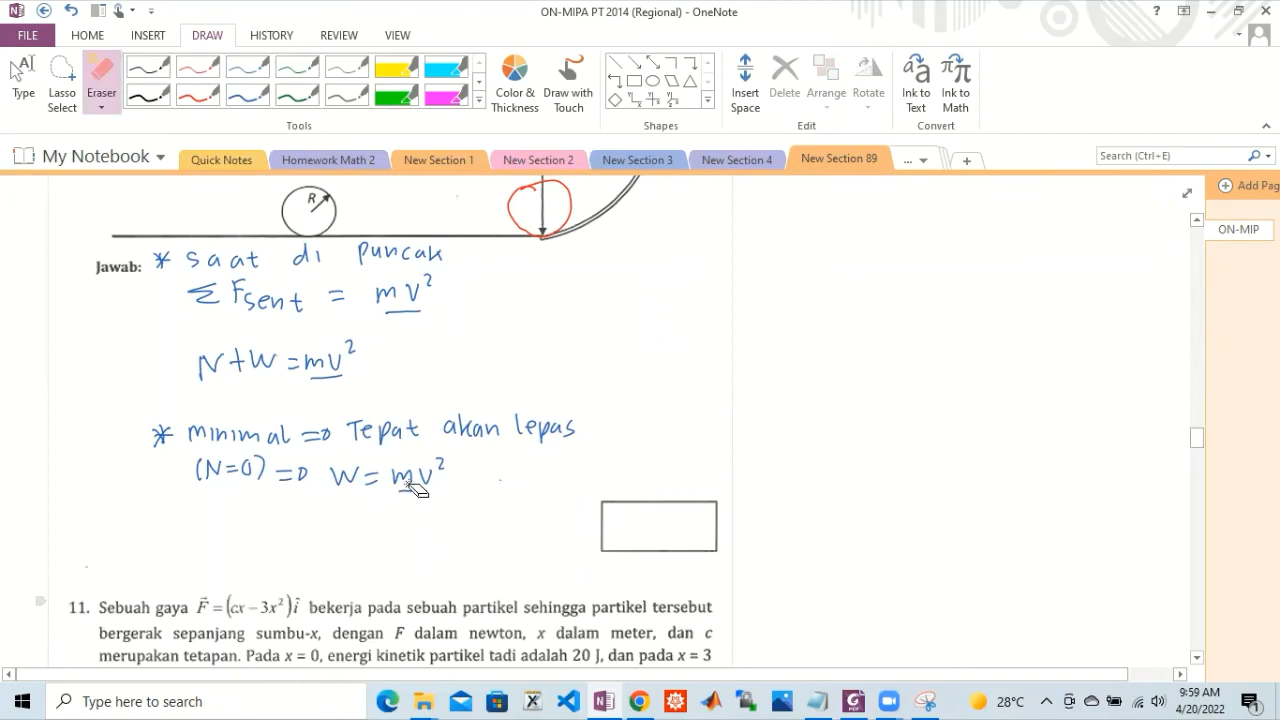 ON-MIPA PT 2014 (Regional) - OneNote
FILE HOME INSERT DRAW HISTORY REVIEW VIEW
Type Lasso Select Eraser Color & Thickness Draw with Touch Insert Space Delete Arrange Rotate Ink to Text Ink to Math
Tools Shapes Edit Convert
My Notebook Quick Notes Homework Math 2 New Section 1 New Section 2 New Section 3 New Section 4 New Section 89 ... Search (Ctrl+E)
Add Pag
ON-MIP
R
Jawab: * saat di puncak
Σ Fsent = mv²
N+W = mv²
* minimal => Tepat akan lepas
(N=0) => W = mv²
11. Sebuah gaya F⃗ = (cx − 3x²) i⃗ bekerja pada sebuah partikel sehingga partikel tersebut
bergerak sepanjang sumbu-x, dengan F dalam newton, x dalam meter, dan c
merupakan tetapan. Pada x = 0, energi kinetik partikel tadi adalah 20 J, dan pada x = 3
Type here to search 28°C 9:59 AM
4/20/2022